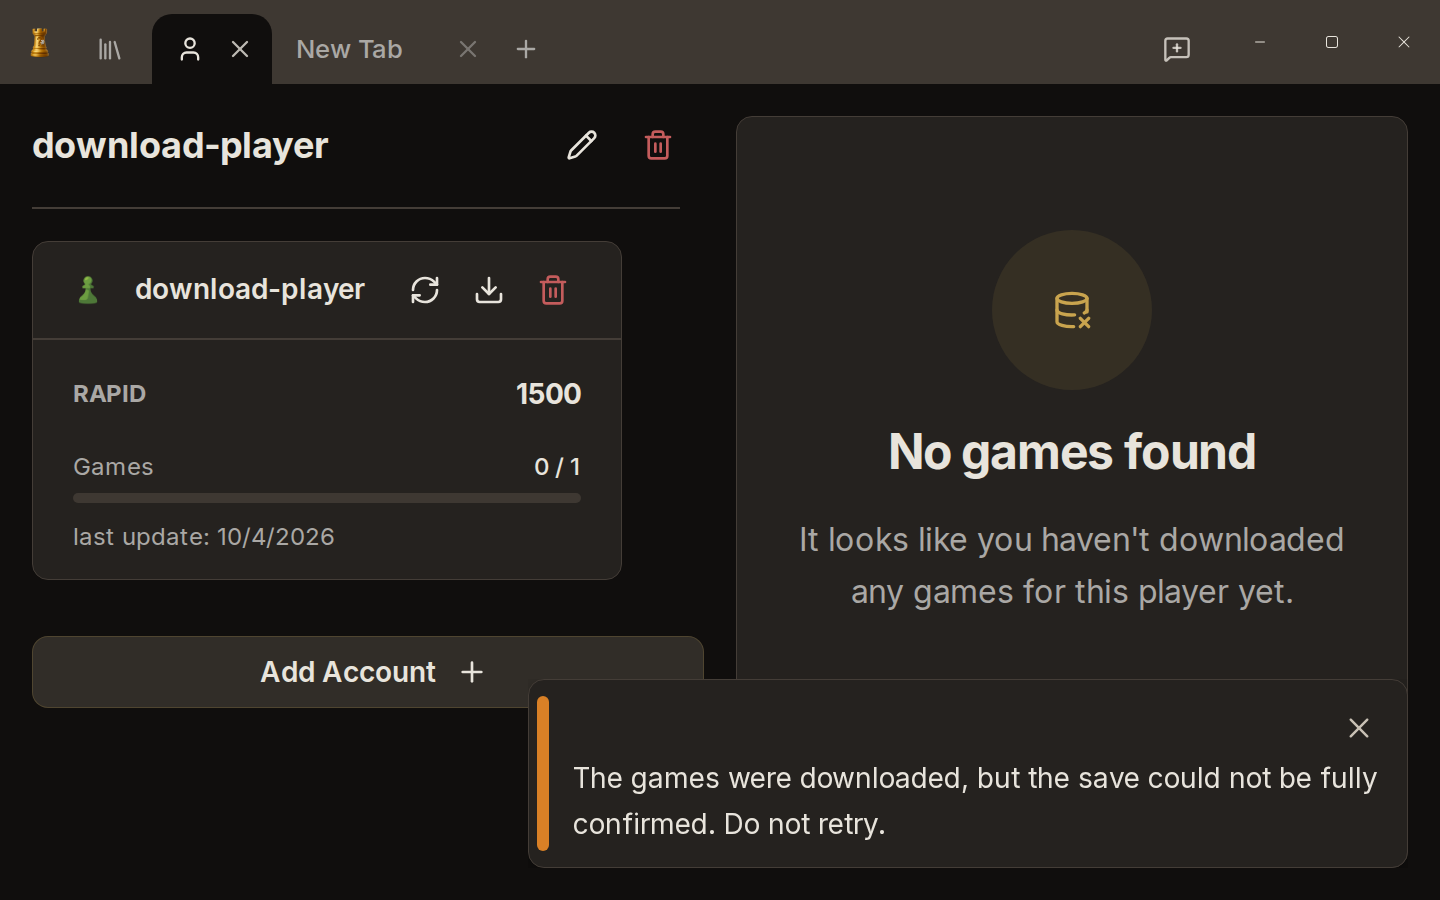 New Tab
download-player
download-player
RAPID 1500
Games 0 / 1
last update: 10/4/2026
Add Account
No games found
It looks like you haven't downloaded
any games for this player yet.
The games were downloaded, but the save could not be fully
confirmed. Do not retry.